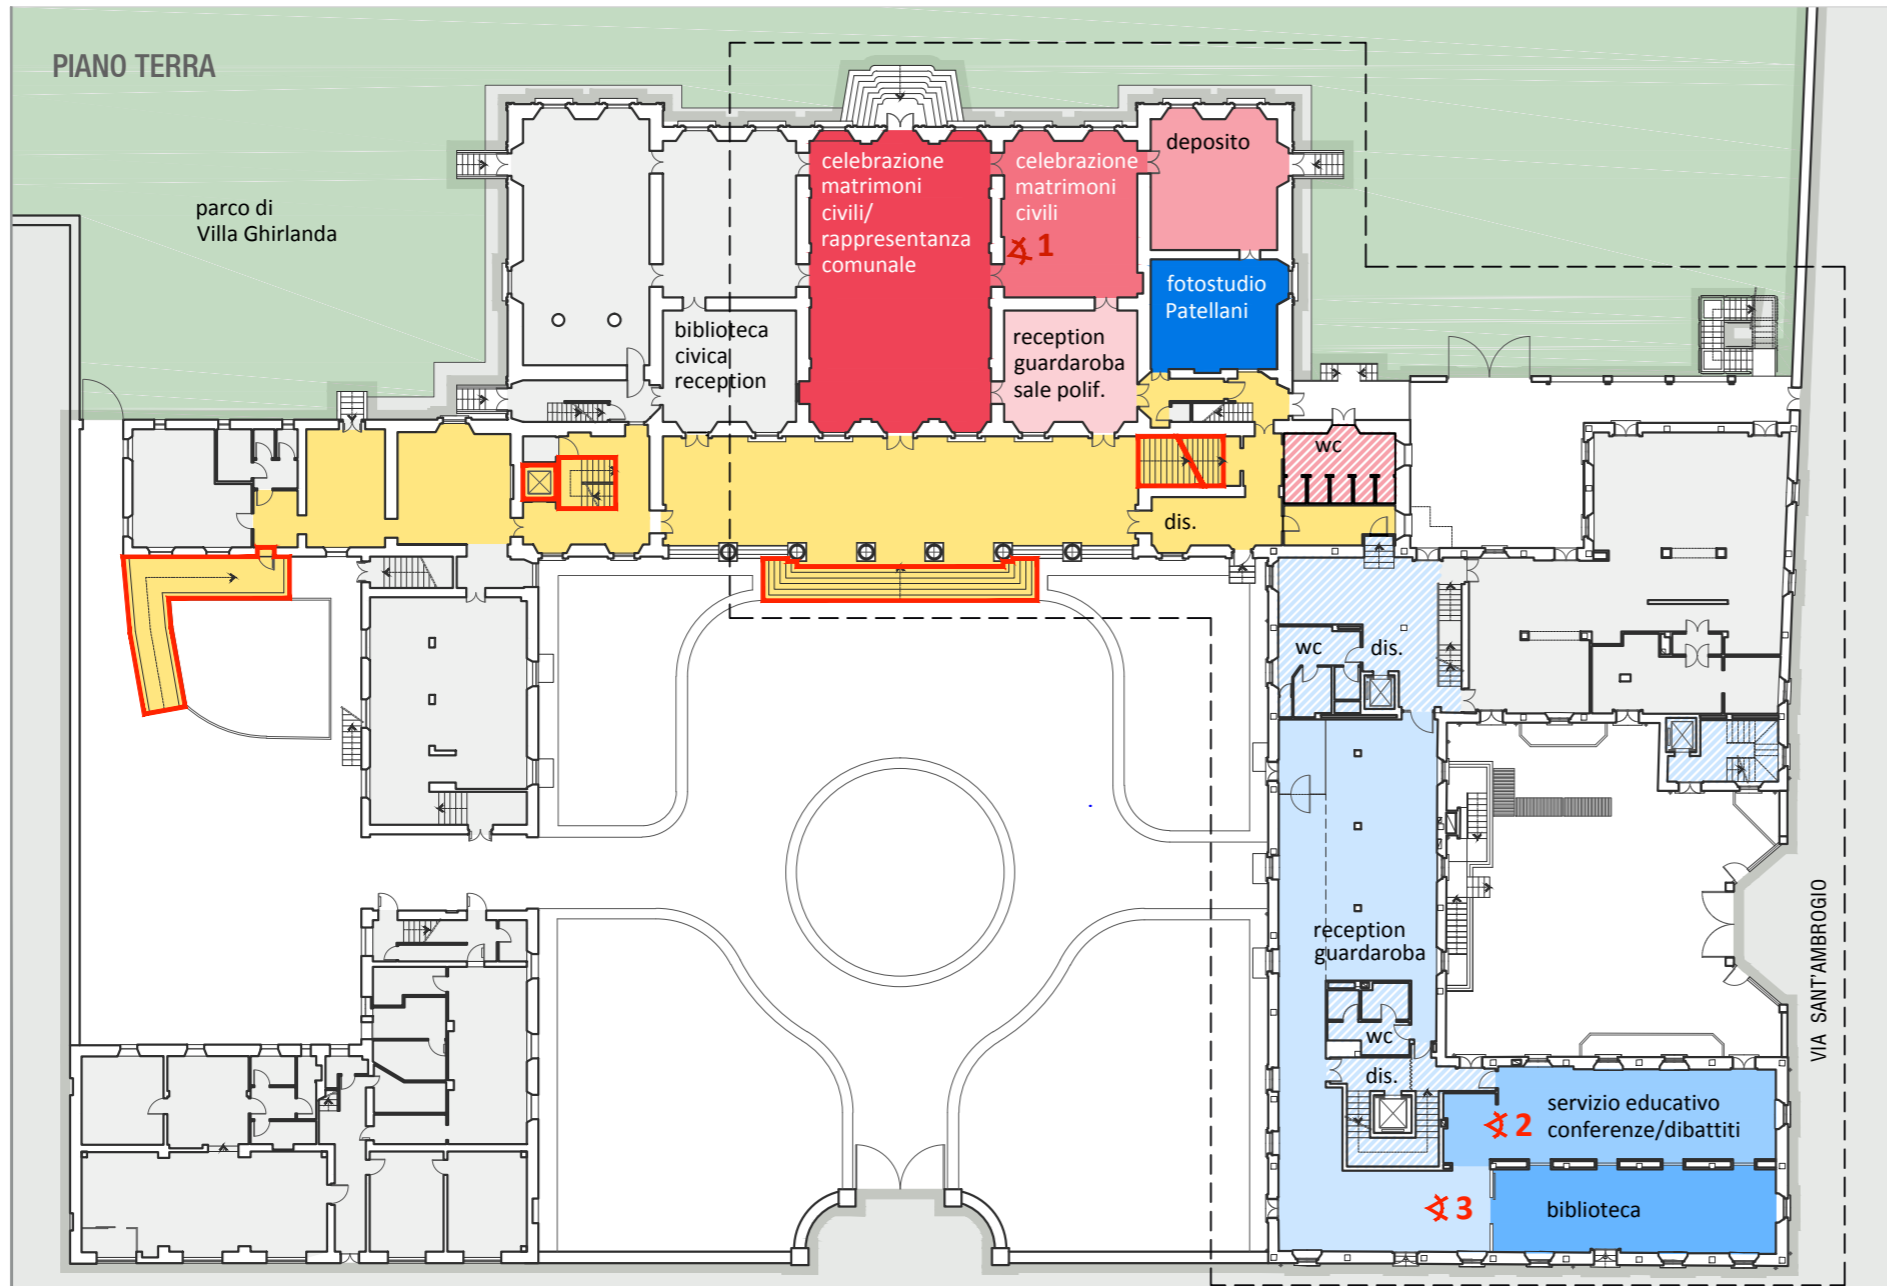 PIANO TERRA
parco di
Villa Ghirlanda
celebrazione
matrimoni
civili/
rappresentanza
comunale
celebrazione
matrimoni
civili
1
deposito
fotostudio
Patellani
biblioteca
civica
reception
reception
guardaroba
sale polif.
wc
dis.
wc
dis.
reception
guardaroba
wc
dis.
2
servizio educativo
conferenze/dibattiti
3
biblioteca
VIA SANT'AMBROGIO